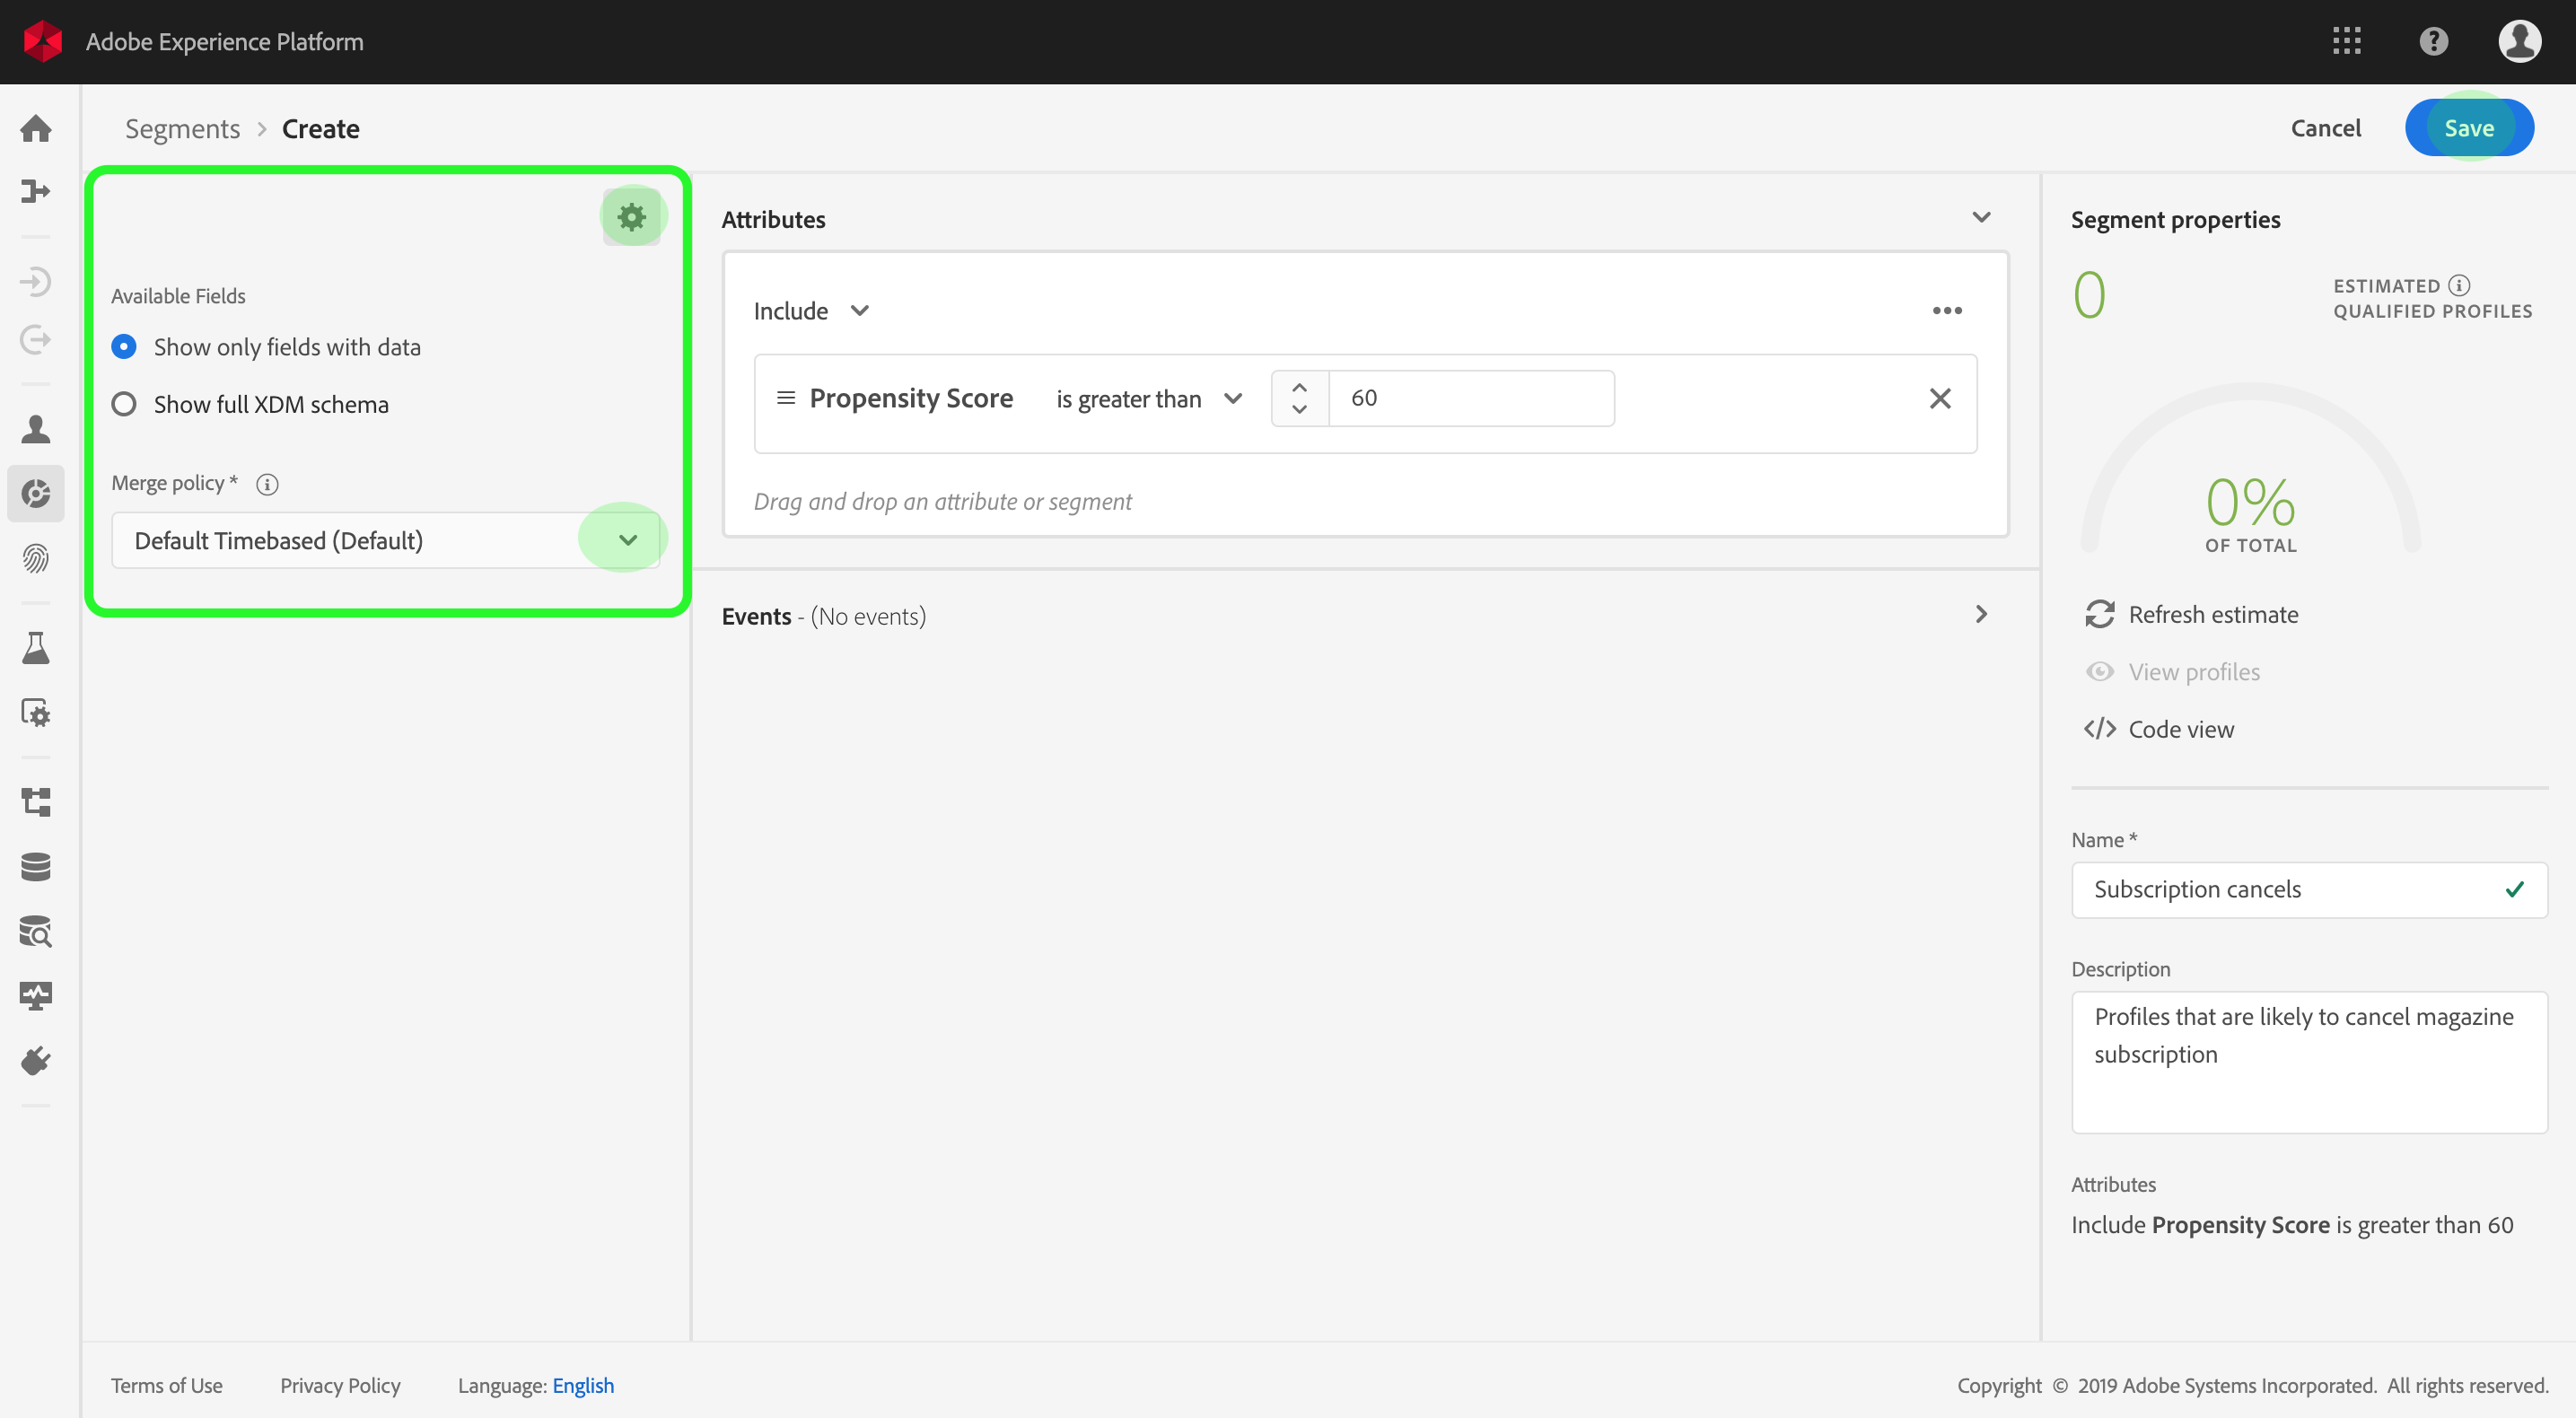 Adobe Experience Platform
?
Segments > Create
Cancel
Save
Available Fields
Show only fields with data
Show full XDM schema
Merge policy *
Default Timebased (Default)
Attributes
Include
Propensity Score is greater than 60
Drag and drop an attribute or segment
Events - (No events)
Segment properties
0
ESTIMATED
QUALIFIED PROFILES
0%
OF TOTAL
Refresh estimate
View profiles
</> Code view
Name *
Subscription cancels
Description
Profiles that are likely to cancel magazine
subscription
Attributes
Include Propensity Score is greater than 60
Terms of Use Privacy Policy Language: English
Copyright © 2019 Adobe Systems Incorporated. All rights reserved.